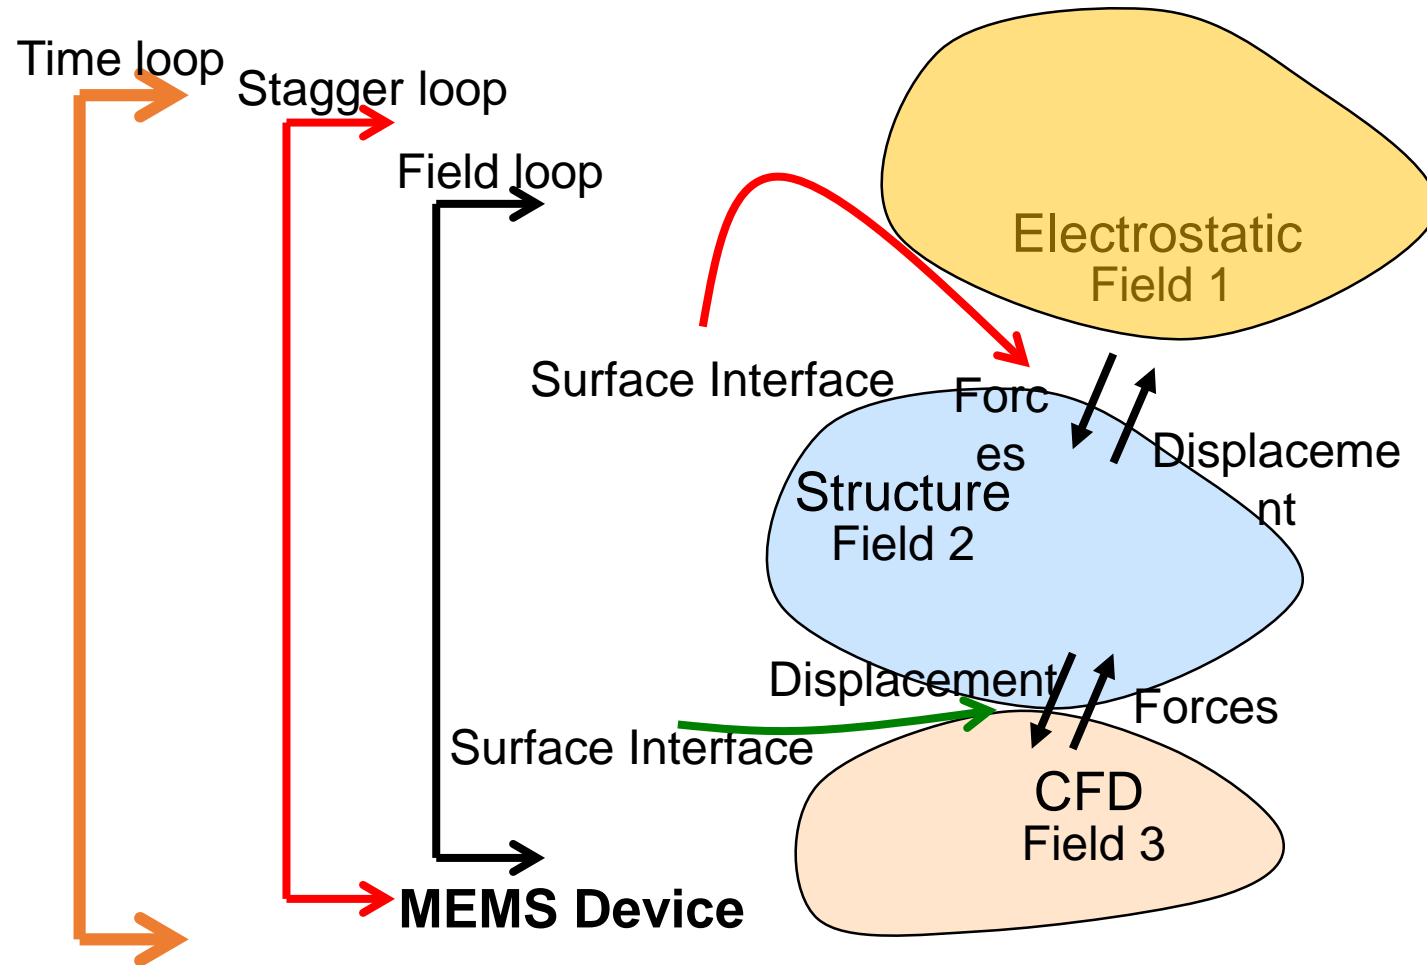 Time loop
Stagger loop
Field loop
Electrostatic
Field 1
Surface Interface
Forc
es
Displaceme
nt
Structure
Field 2
Displacement
Forces
Surface Interface
CFD
Field 3
MEMS Device